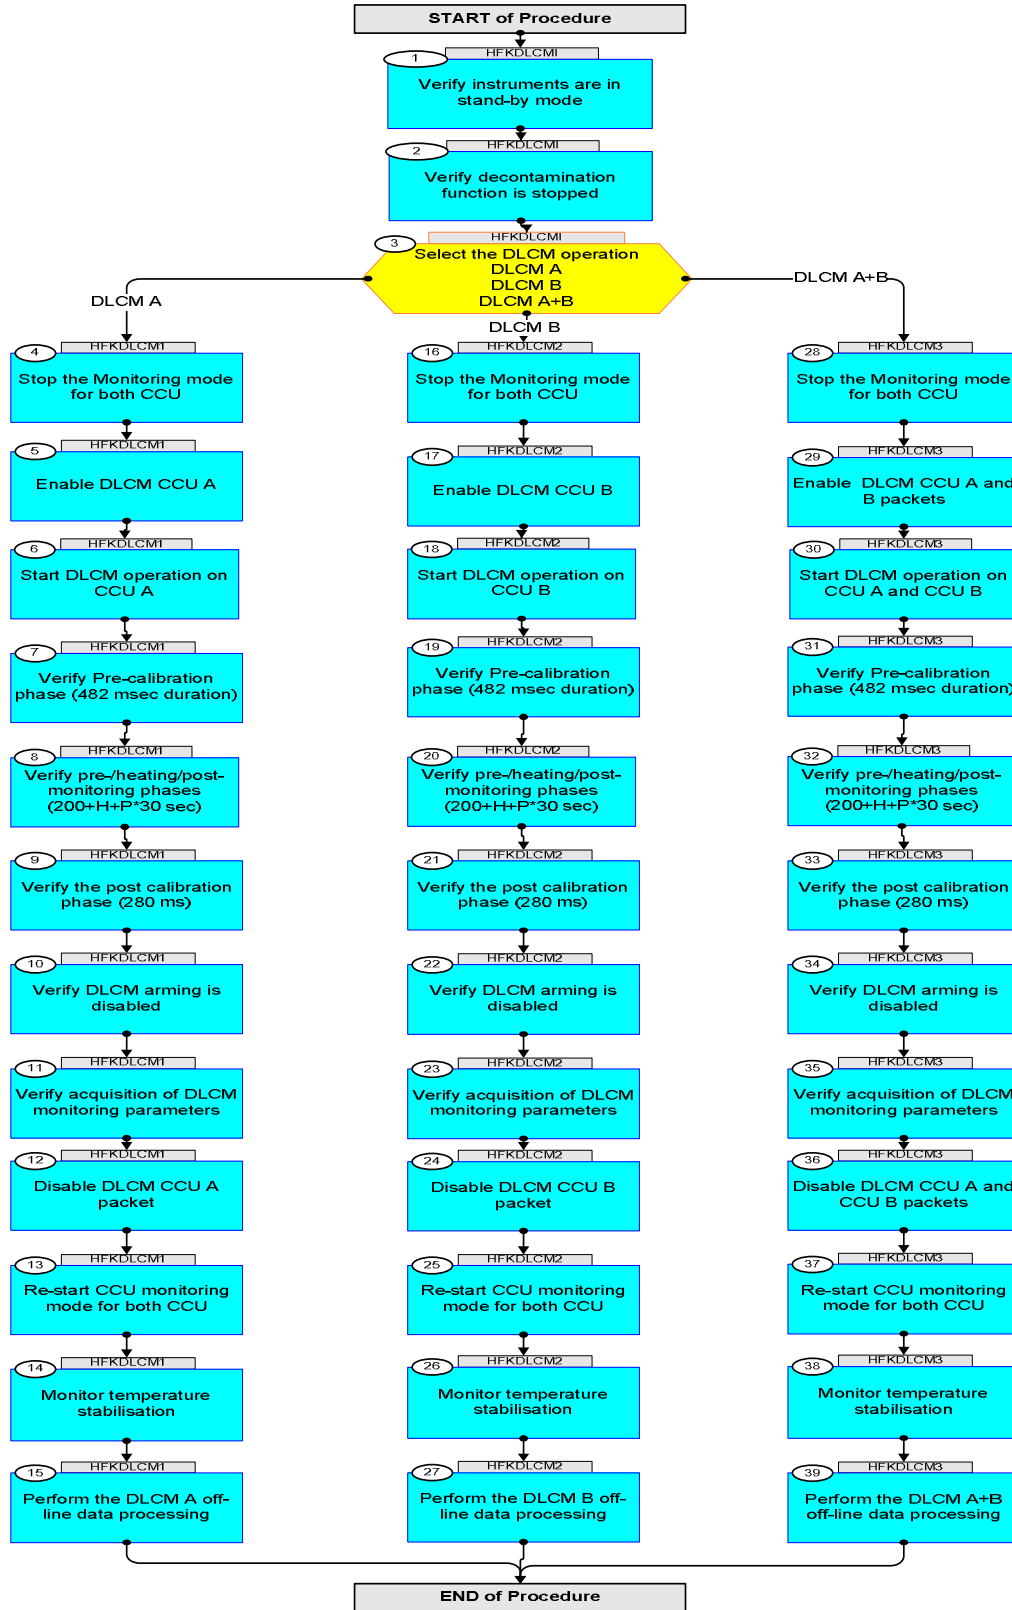 START of Procedure
HFKDLCMI
1
Verify instruments are in
stand-by mode
HFKDLCMI
2
Verify decontamination
function is stopped
HFKDLCMI
3
Select the DLCM operation
DLCM A
DLCM B
DLCM A+B
DLCM A
DLCM B
DLCM A+B
HFKDLCM1
4
Stop the Monitoring mode
for both CCU
HFKDLCM1
5
Enable DLCM CCU A
HFKDLCM1
6
Start DLCM operation on
CCU A
HFKDLCM1
7
Verify Pre-calibration
phase (482 msec duration)
HFKDLCM1
8
Verify pre-/heating/post-
monitoring phases
(200+H+P*30 sec)
HFKDLCM1
9
Verify the post calibration
phase (280 ms)
HFKDLCM1
10
Verify DLCM arming is
disabled
HFKDLCM1
11
Verify acquisition of DLCM
monitoring parameters
HFKDLCM1
12
Disable DLCM CCU A
packet
HFKDLCM1
13
Re-start CCU monitoring
mode for both CCU
HFKDLCM1
14
Monitor temperature
stabilisation
HFKDLCM1
15
Perform the DLCM A off-
line data processing
HFKDLCM2
16
Stop the Monitoring mode
for both CCU
HFKDLCM2
17
Enable DLCM CCU B
HFKDLCM2
18
Start DLCM operation on
CCU B
HFKDLCM2
19
Verify Pre-calibration
phase (482 msec duration)
HFKDLCM2
20
Verify pre-/heating/post-
monitoring phases
(200+H+P*30 sec)
HFKDLCM2
21
Verify the post calibration
phase (280 ms)
HFKDLCM2
22
Verify DLCM arming is
disabled
HFKDLCM2
23
Verify acquisition of DLCM
monitoring parameters
HFKDLCM2
24
Disable DLCM CCU B
packet
HFKDLCM2
25
Re-start CCU monitoring
mode for both CCU
HFKDLCM2
26
Monitor temperature
stabilisation
HFKDLCM2
27
Perform the DLCM B off-
line data processing
HFKDLCM3
28
Stop the Monitoring mode
for both CCU
HFKDLCM3
29
Enable DLCM CCU A and
B packets
HFKDLCM3
30
Start DLCM operation on
CCU A and CCU B
HFKDLCM3
31
Verify Pre-calibration
phase (482 msec duration)
HFKDLCM3
32
Verify pre-/heating/post-
monitoring phases
(200+H+P*30 sec)
HFKDLCM3
33
Verify the post calibration
phase (280 ms)
HFKDLCM3
34
Verify DLCM arming is
disabled
HFKDLCM3
35
Verify acquisition of DLCM
monitoring parameters
HFKDLCM3
36
Disable DLCM CCU A and
CCU B packets
HFKDLCM3
37
Re-start CCU monitoring
mode for both CCU
HFKDLCM3
38
Monitor temperature
stabilisation
HFKDLCM3
39
Perform the DLCM A+B
off-line data processing
END of Procedure